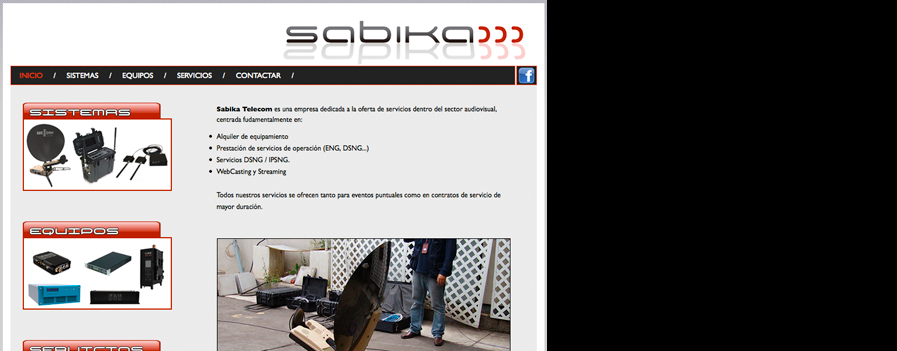 sabika
INICIO / SISTEMAS / EQUIPOS / SERVICIOS / CONTACTAR /
f
SISTEMAS
Sabika Telecom es una empresa dedicada a la oferta de servicios dentro del sector audiovisual,
centrada fudamentalmente en:
• Alquiler de equipamiento
• Prestación de servicios de operación (ENG, DSNG...)
• Servicios DSNG / IPSNG.
• WebCasting y Streaming
Todos nuestros servicios se ofrecen tanto para eventos puntuales como en contratos de servicio de
mayor duración.
EQUIPOS
SERVICIOS